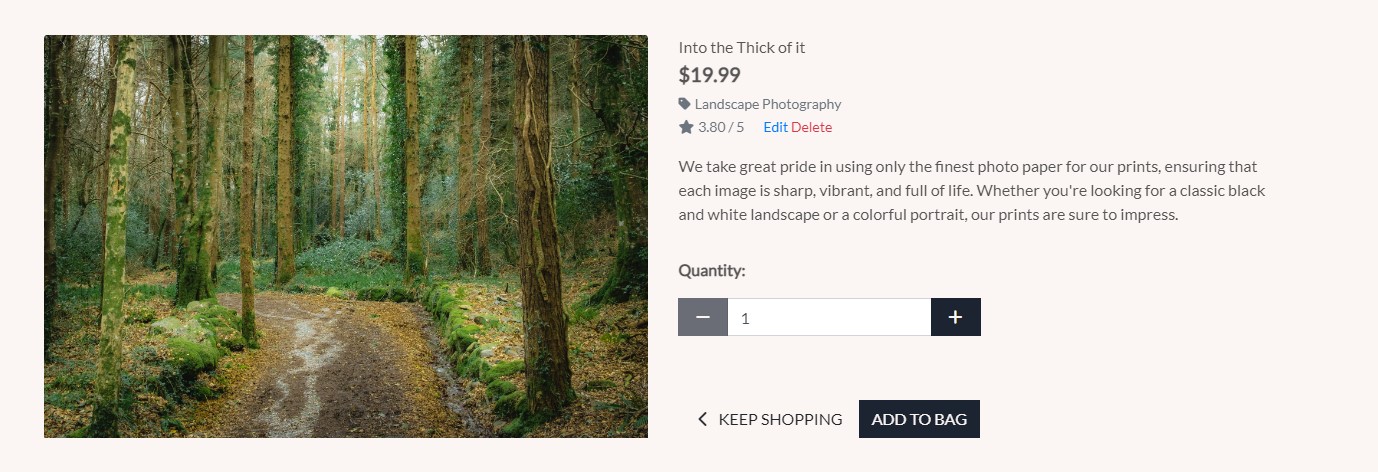 Into the Thick of it
$19.99
Landscape Photography
3.80 / 5 Edit Delete
We take great pride in using only the finest photo paper for our prints, ensuring that
each image is sharp, vibrant, and full of life. Whether you're looking for a classic black
and white landscape or a colorful portrait, our prints are sure to impress.
Quantity:
1
KEEP SHOPPING ADD TO BAG